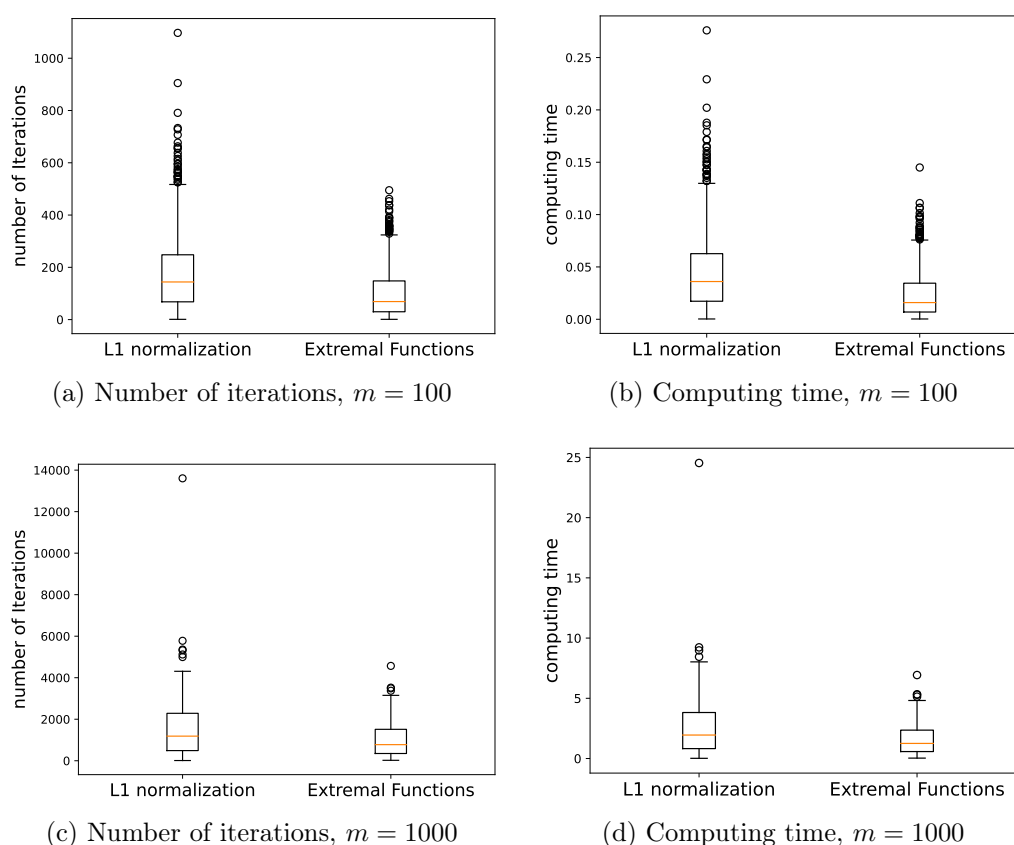 number of Iterations
1000
800
600
400
200
0
L1 normalization Extremal Functions
(a) Number of iterations, m = 100
computing time
0.25
0.20
0.15
0.10
0.05
0.00
L1 normalization Extremal Functions
(b) Computing time, m = 100
number of Iterations
14000
12000
10000
8000
6000
4000
2000
0
L1 normalization Extremal Functions
(c) Number of iterations, m = 1000
computing time
25
20
15
10
5
0
L1 normalization Extremal Functions
(d) Computing time, m = 1000